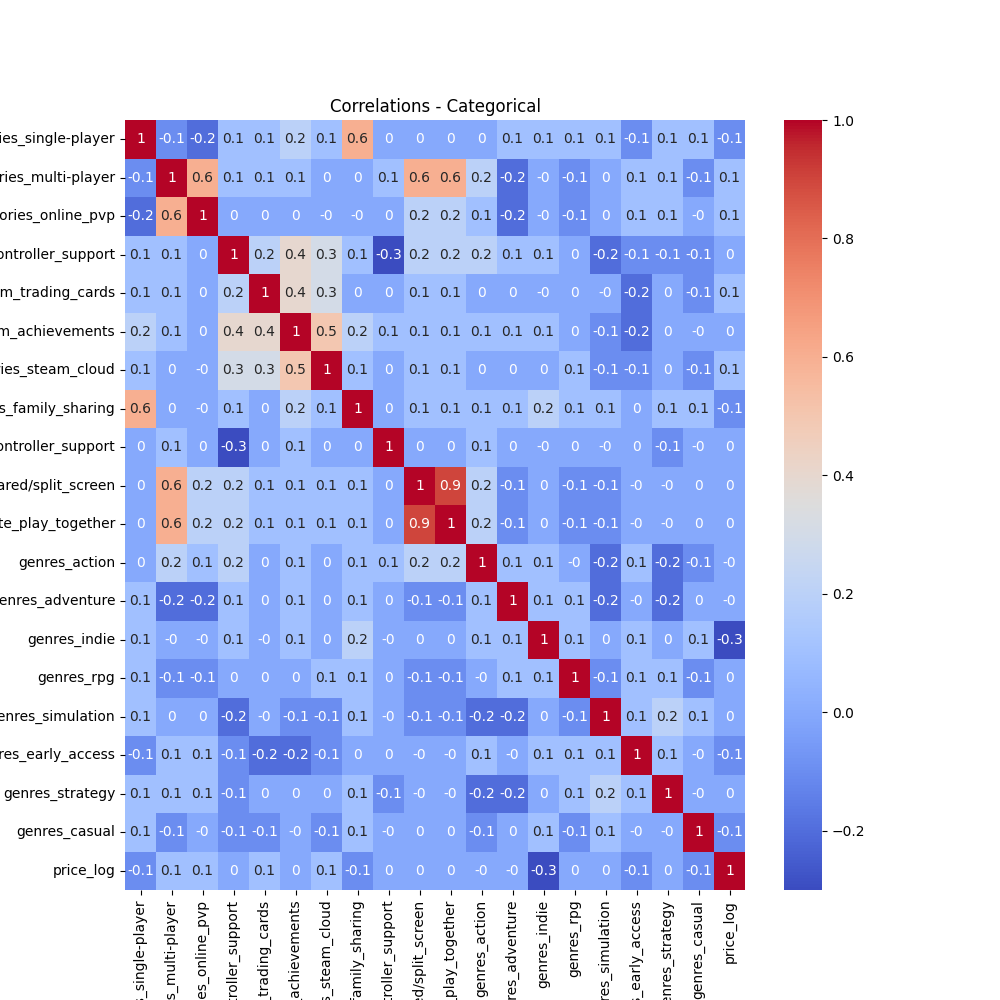 Correlations - Categorical
ies_single-player 1 -0.1 -0.2 0.1 0.1 0.2 0.1 0.6 0 0 0 0 0.1 0.1 0.1 0.1 -0.1 0.1 0.1 -0.1
ries_multi-player -0.1 1 0.6 0.1 0.1 0.1 0 0 0.1 0.6 0.6 0.2 -0.2 -0 -0.1 0 0.1 0.1 -0.1 0.1
ories_online_pvp -0.2 0.6 1 0 0 0 -0 -0 0 0.2 0.2 0.1 -0.2 -0 -0.1 0 0.1 0.1 -0 0.1
ontroller_support 0.1 0.1 0 1 0.2 0.4 0.3 0.1 -0.3 0.2 0.2 0.2 0.1 0.1 0 -0.2 -0.1 -0.1 -0.1 0
m_trading_cards 0.1 0.1 0 0.2 1 0.4 0.3 0 0 0.1 0.1 0 0 -0 0 -0 -0.2 0 -0.1 0.1
m_achievements 0.2 0.1 0 0.4 0.4 1 0.5 0.2 0.1 0.1 0.1 0.1 0.1 0.1 0 -0.1 -0.2 0 -0 0
ries_steam_cloud 0.1 0 -0 0.3 0.3 0.5 1 0.1 0 0.1 0.1 0 0 0 0.1 -0.1 -0.1 0 -0.1 0.1
s_family_sharing 0.6 0 -0 0.1 0 0.2 0.1 1 0 0.1 0.1 0.1 0.1 0.2 0.1 0.1 0 0.1 0.1 -0.1
ontroller_support 0 0.1 0 -0.3 0 0.1 0 0 1 0 0 0.1 0 -0 0 -0 0 -0.1 -0 0
ared/split_screen 0 0.6 0.2 0.2 0.1 0.1 0.1 0.1 0 1 0.9 0.2 -0.1 0 -0.1 -0.1 -0 -0 0 0
te_play_together 0 0.6 0.2 0.2 0.1 0.1 0.1 0.1 0 0.9 1 0.2 -0.1 0 -0.1 -0.1 -0 -0 0 0
genres_action 0 0.2 0.1 0.2 0 0.1 0 0.1 0.1 0.2 0.2 1 0.1 0.1 -0 -0.2 0.1 -0.2 -0.1 -0
enres_adventure 0.1 -0.2 -0.2 0.1 0 0.1 0 0.1 0 -0.1 -0.1 0.1 1 0.1 0.1 -0.2 -0 -0.2 0 -0
genres_indie 0.1 -0 -0 0.1 -0 0.1 0 0.2 -0 0 0 0.1 0.1 1 0.1 0 0.1 0 0.1 -0.3
genres_rpg 0.1 -0.1 -0.1 0 0 0 0.1 0.1 0 -0.1 -0.1 -0 0.1 0.1 1 -0.1 0.1 0.1 -0.1 0
enres_simulation 0.1 0 0 -0.2 -0 -0.1 -0.1 0.1 -0 -0.1 -0.1 -0.2 -0.2 0 -0.1 1 0.1 0.2 0.1 0
res_early_access -0.1 0.1 0.1 -0.1 -0.2 -0.2 -0.1 0 0 -0 -0 0.1 -0 0.1 0.1 0.1 1 0.1 -0 -0.1
genres_strategy 0.1 0.1 0.1 -0.1 0 0 0 0.1 -0.1 -0 -0 -0.2 -0.2 0 0.1 0.2 0.1 1 -0 0
genres_casual 0.1 -0.1 -0 -0.1 -0.1 -0 -0.1 0.1 -0 0 0 -0.1 0 0.1 -0.1 0.1 -0 -0 1 -0.1
price_log -0.1 0.1 0.1 0 0.1 0 0.1 -0.1 0 0 0 -0 -0 -0.3 0 0 -0.1 0 -0.1 1
s_single-player
s_multi-player
es_online_pvp
troller_support
_trading_cards
achievements
s_steam_cloud
family_sharing
troller_support
ed/split_screen
_play_together
genres_action
res_adventure
genres_indie
genres_rpg
res_simulation
s_early_access
enres_strategy
genres_casual
price_log
1.0
0.8
0.6
0.4
0.2
0.0
−0.2